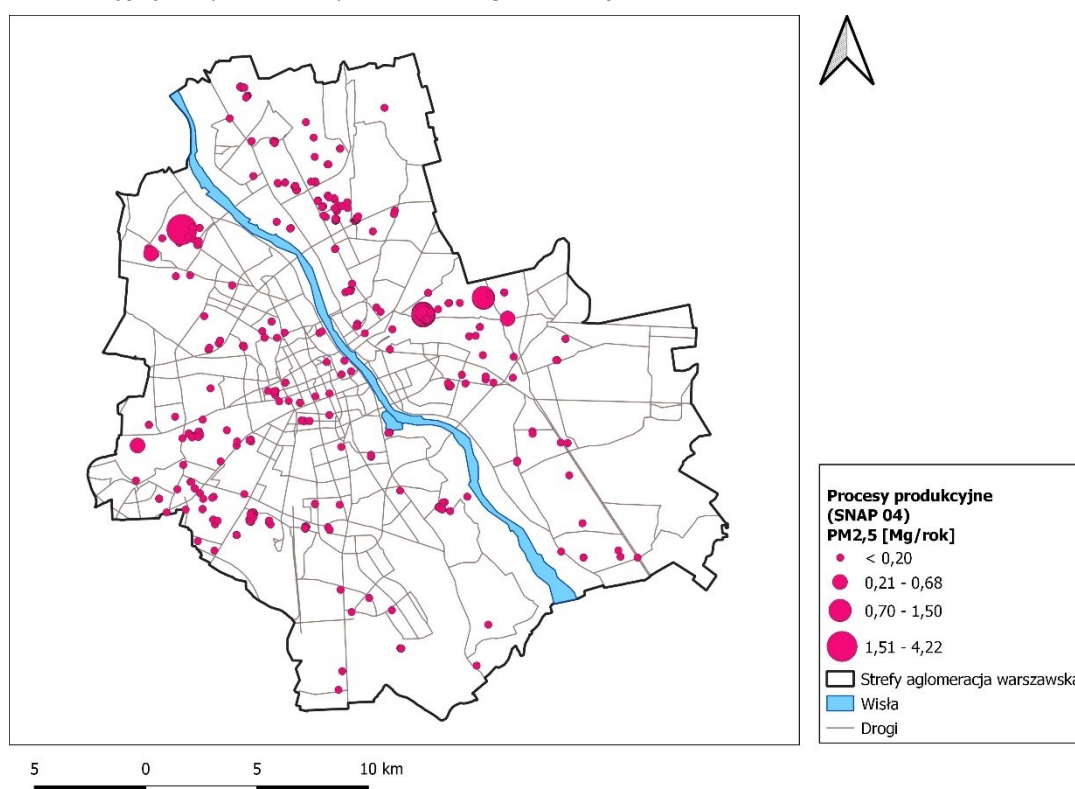 Procesy produkcyjne
(SNAP 04)
PM2,5 [Mg/rok]
< 0,20
0,21 - 0,68
0,70 - 1,50
1,51 - 4,22
Strefy aglomeracja warszawska
Wisła
Drogi
5 0 5 10 km